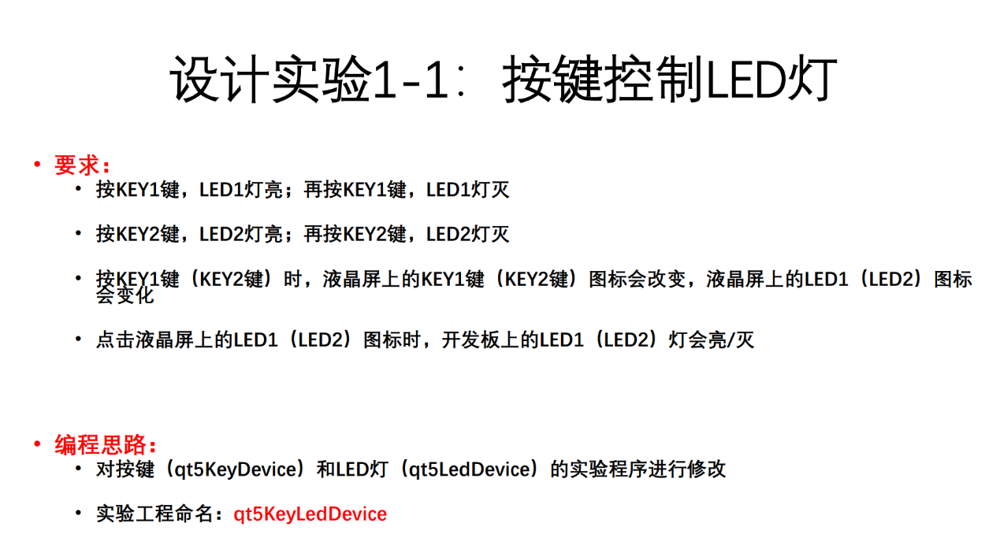 设计实验1-1：按键控制LED灯
• 要求：
• 按KEY1键，LED1灯亮；再按KEY1键，LED1灯灭
• 按KEY2键，LED2灯亮；再按KEY2键，LED2灯灭
• 按KEY1键（KEY2键）时，液晶屏上的KEY1键（KEY2键）图标会改变，液晶屏上的LED1（LED2）图标
会变化
• 点击液晶屏上的LED1（LED2）图标时，开发板上的LED1（LED2）灯会亮/灭
• 编程思路：
• 对按键（qt5KeyDevice）和LED灯（qt5LedDevice）的实验程序进行修改
• 实验工程命名：qt5KeyLedDevice